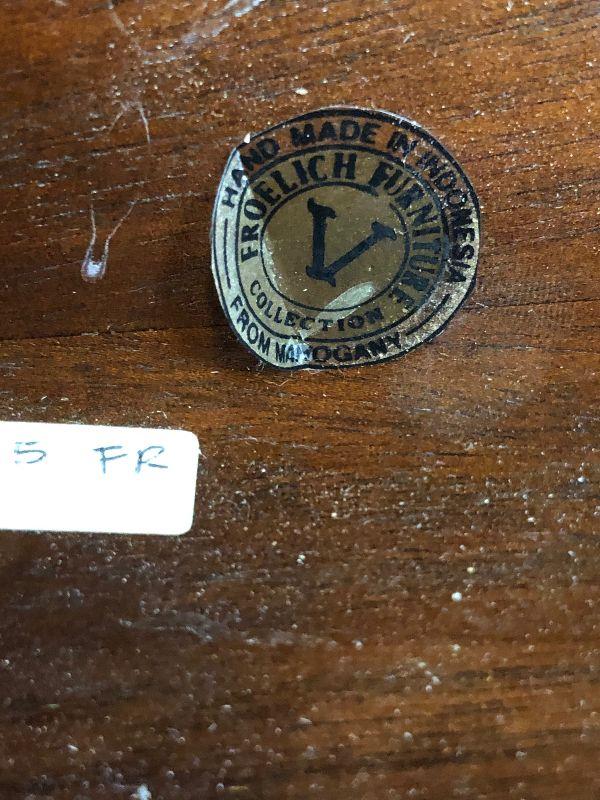 HAND MADE IN INDONESIA
FROELICH FURNITURE
V
COLLECTION
FROM MAHOGANY
5 FR